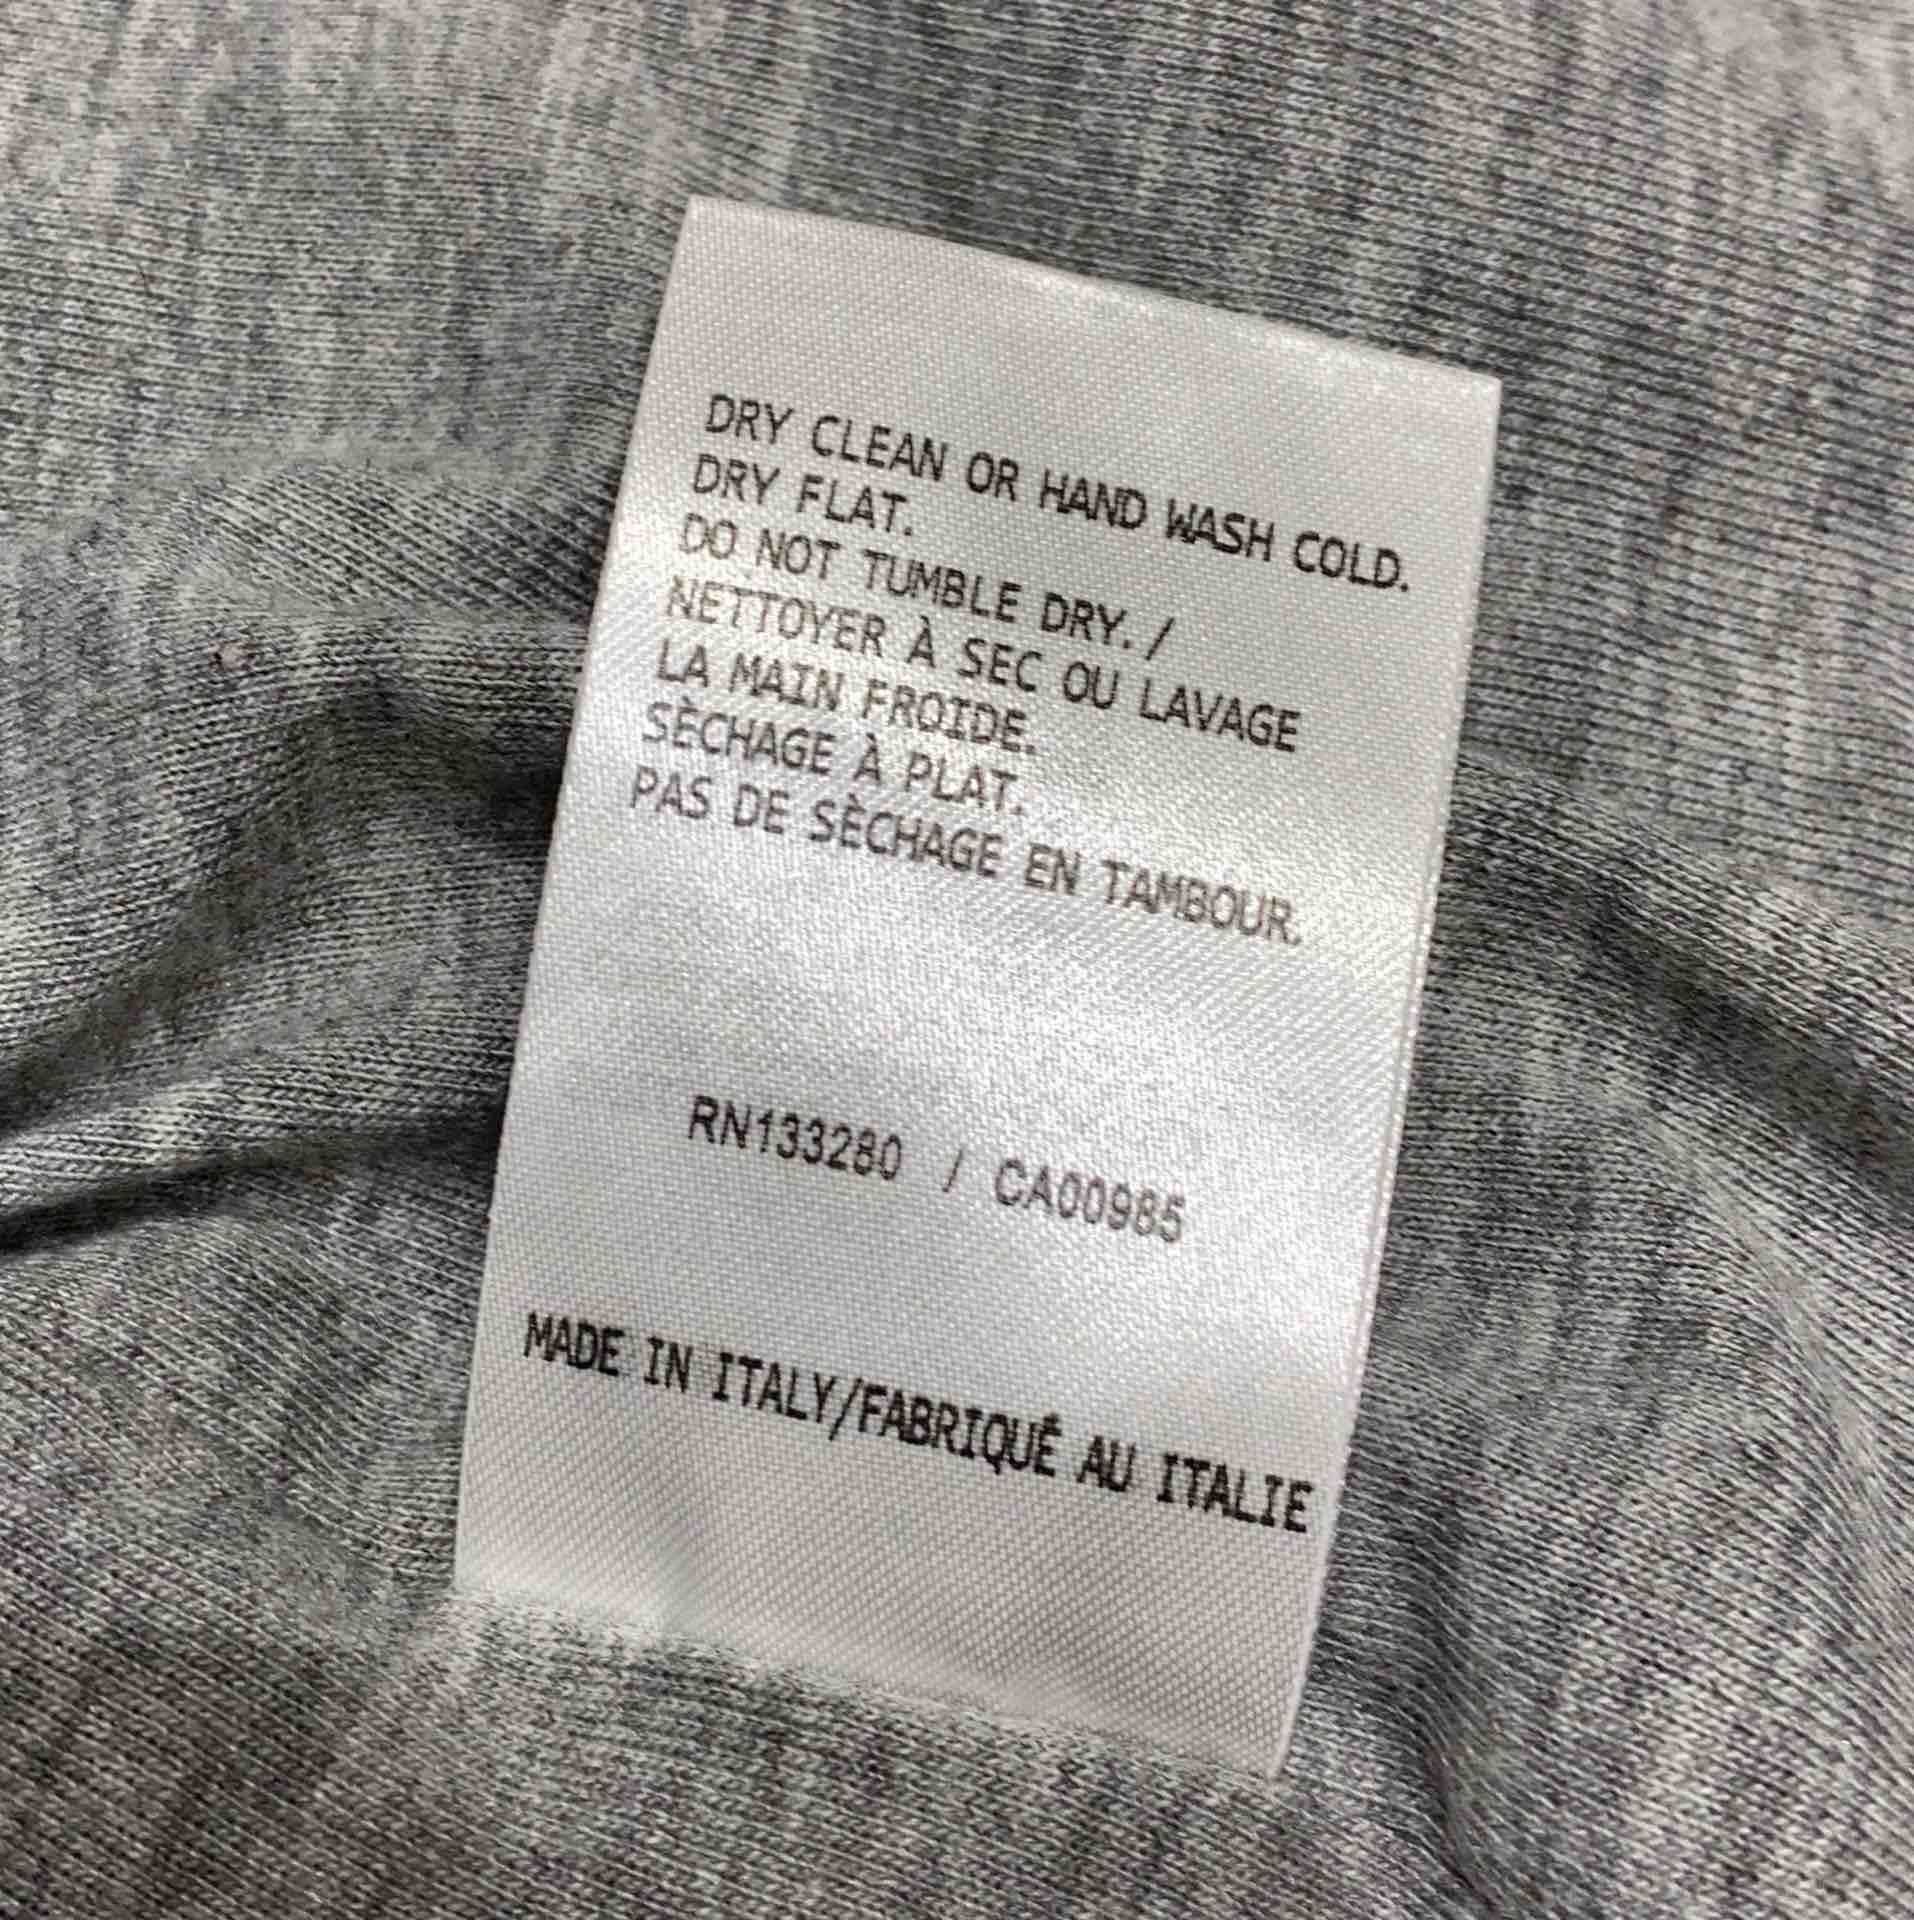 DRY CLEAN OR HAND WASH COLD.
DRY FLAT.
DO NOT TUMBLE DRY. /
NETTOYER À SEC OU LAVAGE
LA MAIN FROIDE.
SÈCHAGE À PLAT.
PAS DE SÈCHAGE EN TAMBOUR.
RN133280 / CA00985
MADE IN ITALY/FABRIQUÉ AU ITALIE